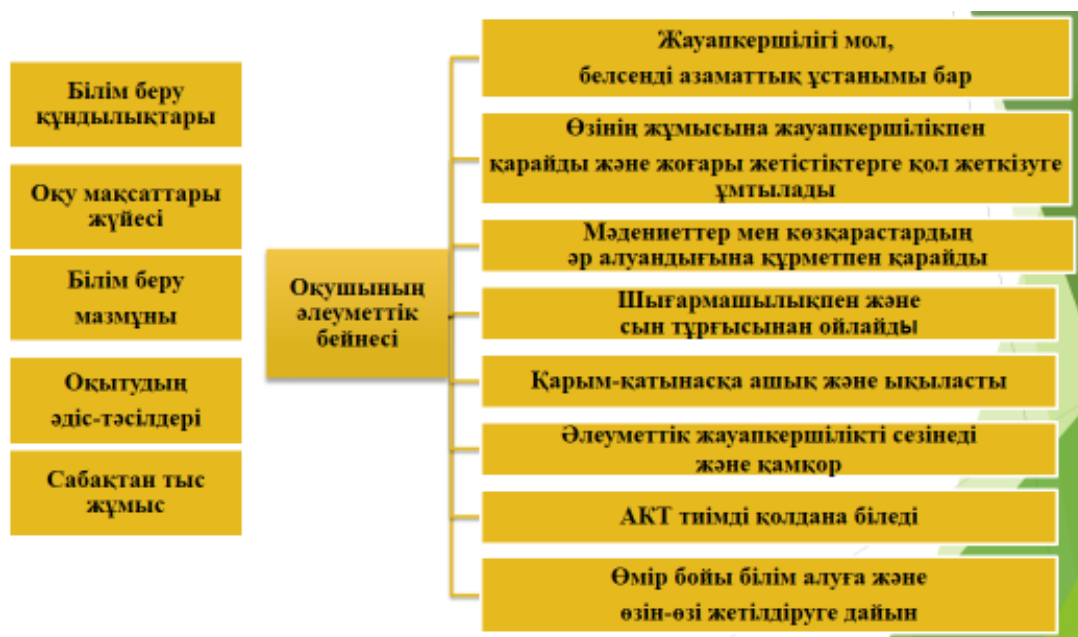 Білім беру
құндылықтары
Оқу мақсаттары
жүйесі
Білім беру
мазмұны
Оқытудың
әдіс-тәсілдері
Сабақтан тыс
жұмыс
Оқушының
әлеуметтік
бейнесі
Жауапкершілігі мол,
белсенді азаматтық ұстанымы бар
Өзінің жұмысына жауапкершілікпен
қарайды және жоғары жетістіктерге қол жеткізуге
ұмтылады
Мәдениеттер мен көзқарастардың
әр алуандығына құрметпен қарайды
Шығармашылықпен және
сын тұрғысынан ойлайды
Қарым-қатынасқа ашық және ықыласты
Әлеуметтік жауапкершілікті сезінеді
және қамқор
АКТ тиімді қолдана біледі
Өмір бойы білім алуға және
өзін-өзі жетілдіруге дайын